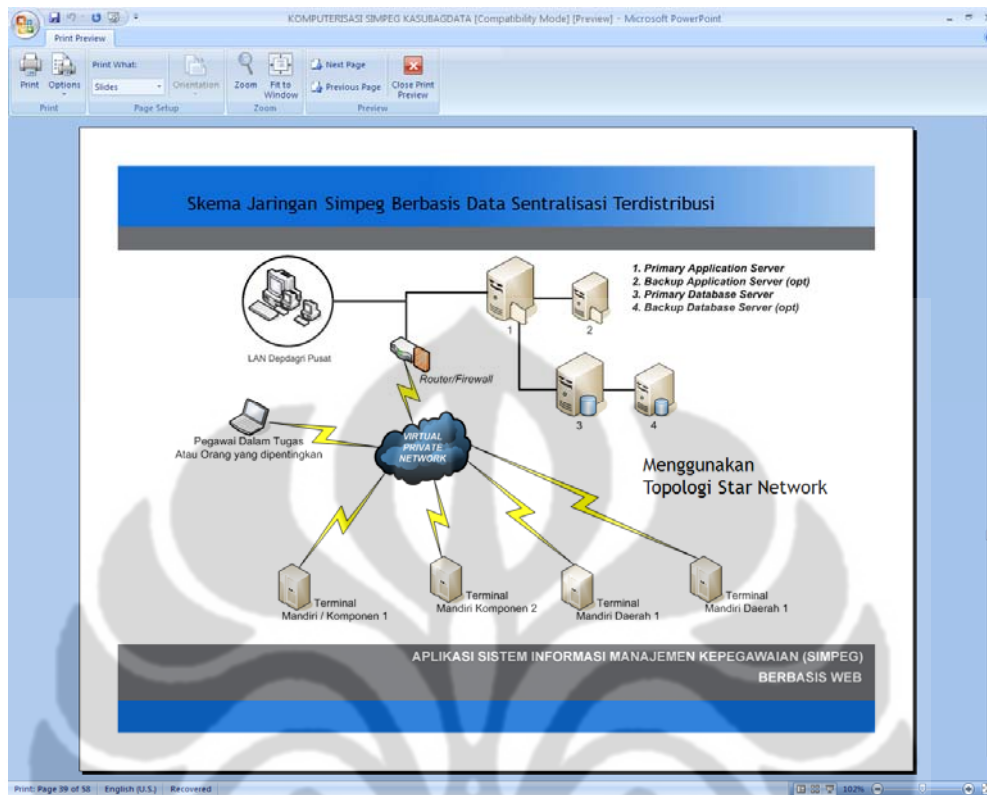 KOMPUTERISASI SIMPEG KASUBAGDATA [Compatibility Mode] [Preview] - Microsoft PowerPoint
Print Preview
Print
Options
Print What:
Slides
Orientation
Zoom
Fit to
Window
Next Page
Previous Page
Close Print
Preview
Print
Page Setup
Zoom
Preview
Skema Jaringan Simpeg Berbasis Data Sentralisasi Terdistribusi
1. Primary Application Server
2. Backup Application Server (opt)
3. Primary Database Server
4. Backup Database Server (opt)
1
2
LAN Depdagri Pusat
Router/Firewall
3
4
Pegawai Dalam Tugas
Atau Orang yang dipentingkan
VIRTUAL
PRIVATE
NETWORK
Menggunakan
Topologi Star Network
Terminal
Mandiri / Komponen 1
Terminal
Mandiri Komponen 2
Terminal
Mandiri Daerah 1
Terminal
Mandiri Daerah 1
APLIKASI SISTEM INFORMASI MANAJEMEN KEPEGAWAIAN (SIMPEG)
BERBASIS WEB
Print: Page 39 of 58
English (U.S.)
Recovered
102%